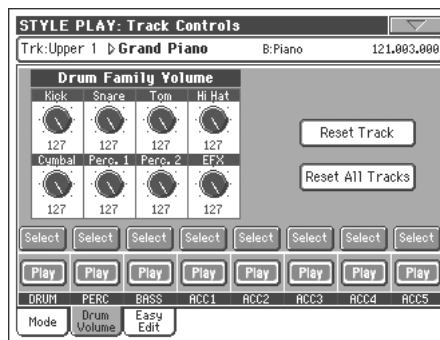 STYLE PLAY: Track Controls
Trk:Upper 1 Grand Piano B:Piano 121.003.000
Drum Family Volume
Kick Snare Tom Hi Hat
127 127 127 127
Cymbal Perc. 1 Perc. 2 EFX
127 127 127 127
Reset Track
Reset All Tracks
Select Select Select Select Select Select Select Select
Play Play Play Play Play Play Play Play
DRUM PERC BASS ACC1 ACC2 ACC3 ACC4 ACC5
Mode Drum Volume Easy Edit